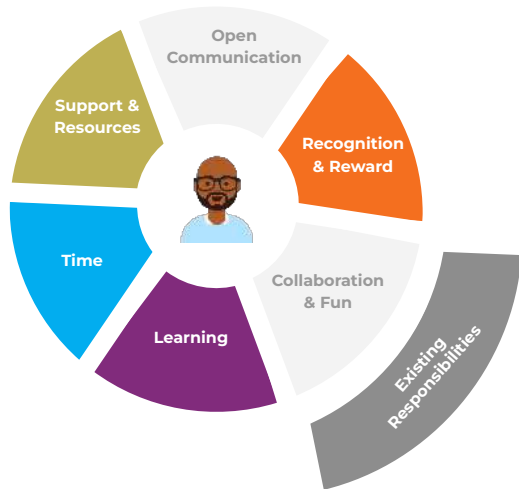 Open
Communication
Recognition
& Reward
Collaboration
& Fun
Existing
Responsibilities
Learning
Time
Support &
Resources